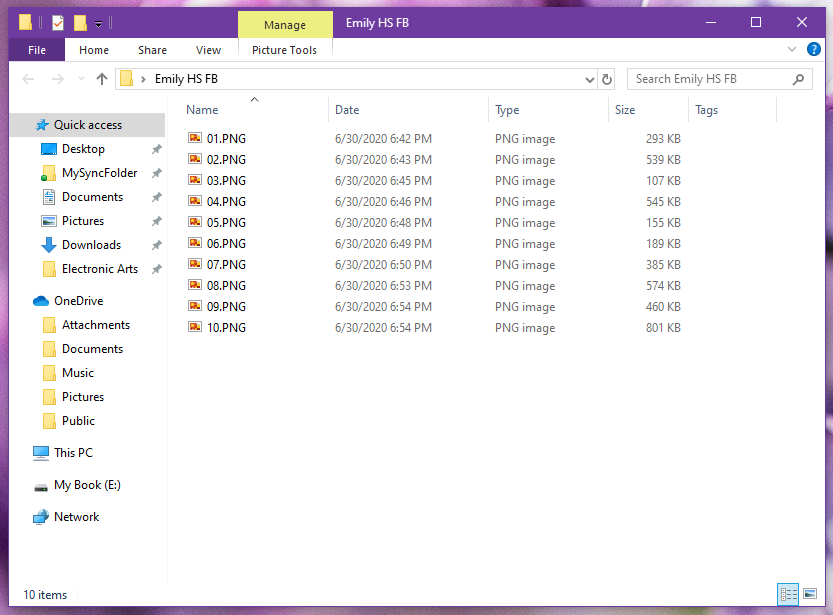 Manage
Emily HS FB
File Home Share View Picture Tools
Emily HS FB
Search Emily HS FB
Name Date Type Size Tags
Quick access
Desktop
MySyncFolder
Documents
Pictures
Downloads
Electronic Arts
OneDrive
Attachments
Documents
Music
Pictures
Public
This PC
My Book (E:)
Network
01.PNG 6/30/2020 6:42 PM PNG image 293 KB
02.PNG 6/30/2020 6:43 PM PNG image 539 KB
03.PNG 6/30/2020 6:45 PM PNG image 107 KB
04.PNG 6/30/2020 6:46 PM PNG image 545 KB
05.PNG 6/30/2020 6:48 PM PNG image 155 KB
06.PNG 6/30/2020 6:49 PM PNG image 189 KB
07.PNG 6/30/2020 6:50 PM PNG image 385 KB
08.PNG 6/30/2020 6:53 PM PNG image 574 KB
09.PNG 6/30/2020 6:54 PM PNG image 460 KB
10.PNG 6/30/2020 6:54 PM PNG image 801 KB
10 items